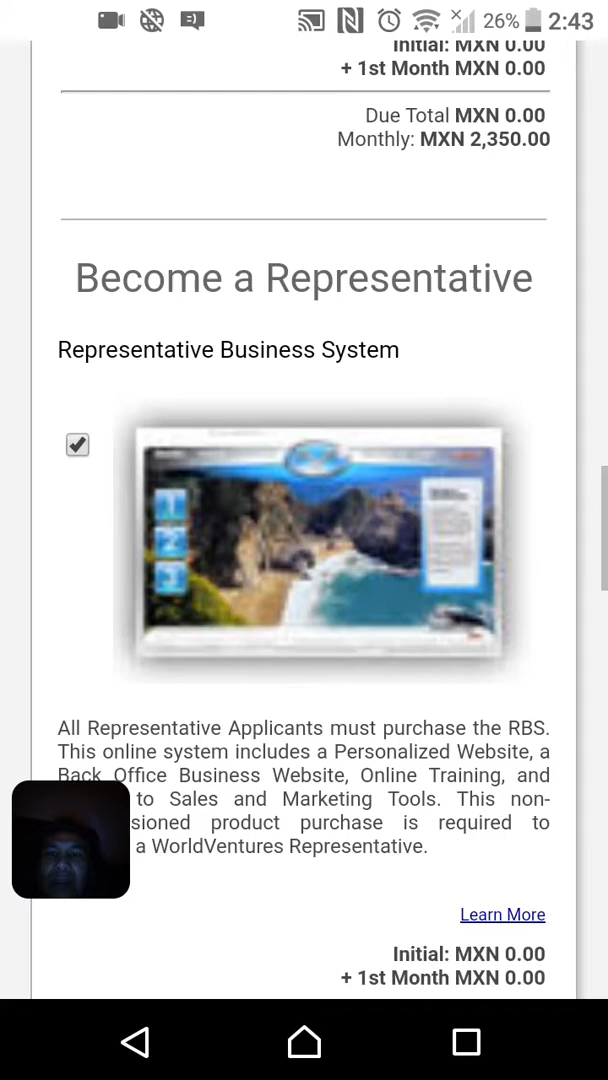 26% 2:43
Initial: MXN 0.00
+ 1st Month MXN 0.00
Due Total MXN 0.00
Monthly: MXN 2,350.00
Become a Representative
Representative Business System
1
2
3
All Representative Applicants must purchase the RBS.
This online system includes a Personalized Website, a
Back Office Business Website, Online Training, and
to Sales and Marketing Tools. This non-
sioned product purchase is required to
a WorldVentures Representative.
Learn More
Initial: MXN 0.00
+ 1st Month MXN 0.00